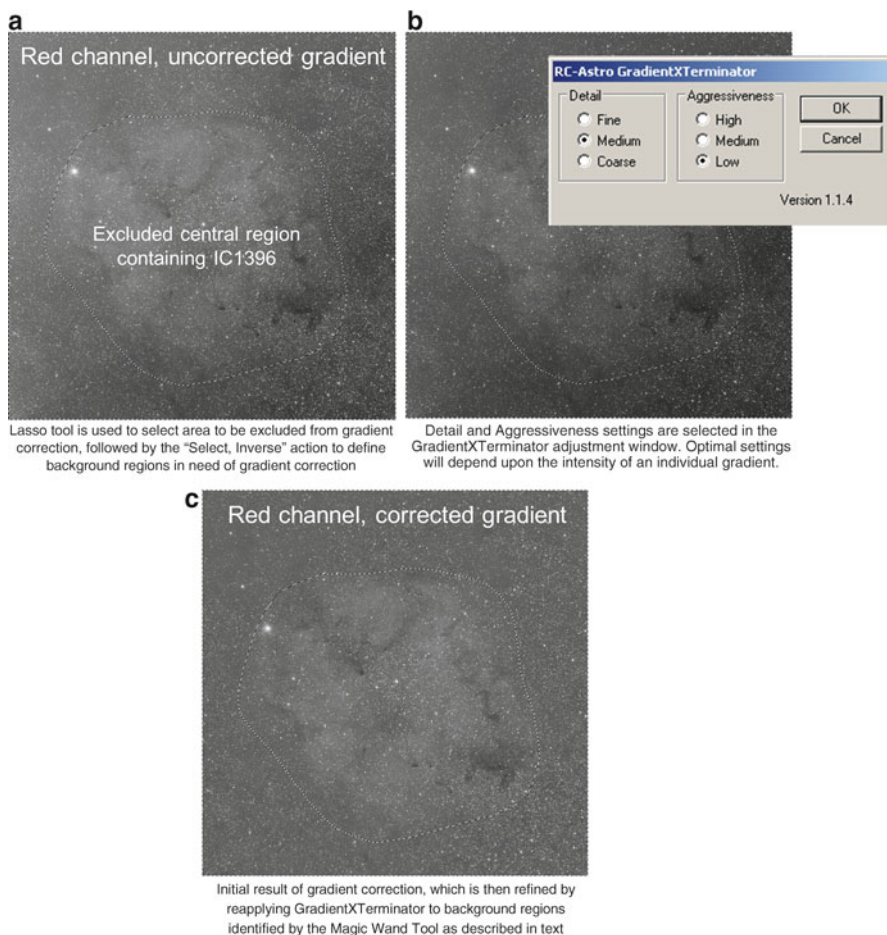 a
Red channel, uncorrected gradient
Excluded central region
containing IC1396
Lasso tool is used to select area to be excluded from gradient
correction, followed by the “Select, Inverse” action to define
background regions in need of gradient correction
b
RC-Astro GradientXTerminator
Detail
Fine
Medium
Coarse
Aggressiveness
High
Medium
Low
OK
Cancel
Version 1.1.4
Detail and Aggressiveness settings are selected in the
GradientXTerminator adjustment window. Optimal settings
will depend upon the intensity of an individual gradient.
c
Red channel, corrected gradient
Initial result of gradient correction, which is then refined by
reapplying GradientXTerminator to background regions
identified by the Magic Wand Tool as described in text